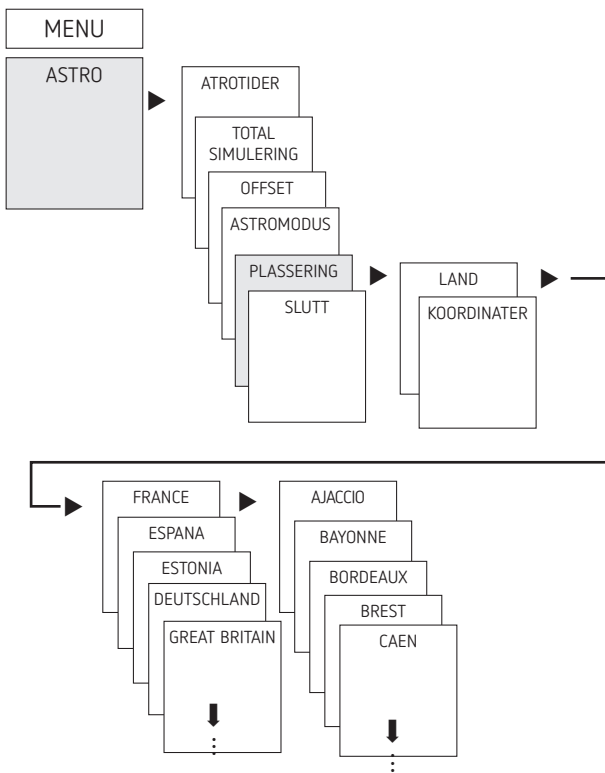 MENU
ASTRO
ATROTIDER
TOTAL
SIMULERING
OFFSET
ASTROMODUS
PLASSERING
SLUTT
LAND
KOORDINATER
FRANCE
ESPANA
ESTONIA
DEUTSCHLAND
GREAT BRITAIN
AJACCIO
BAYONNE
BORDEAUX
BREST
CAEN